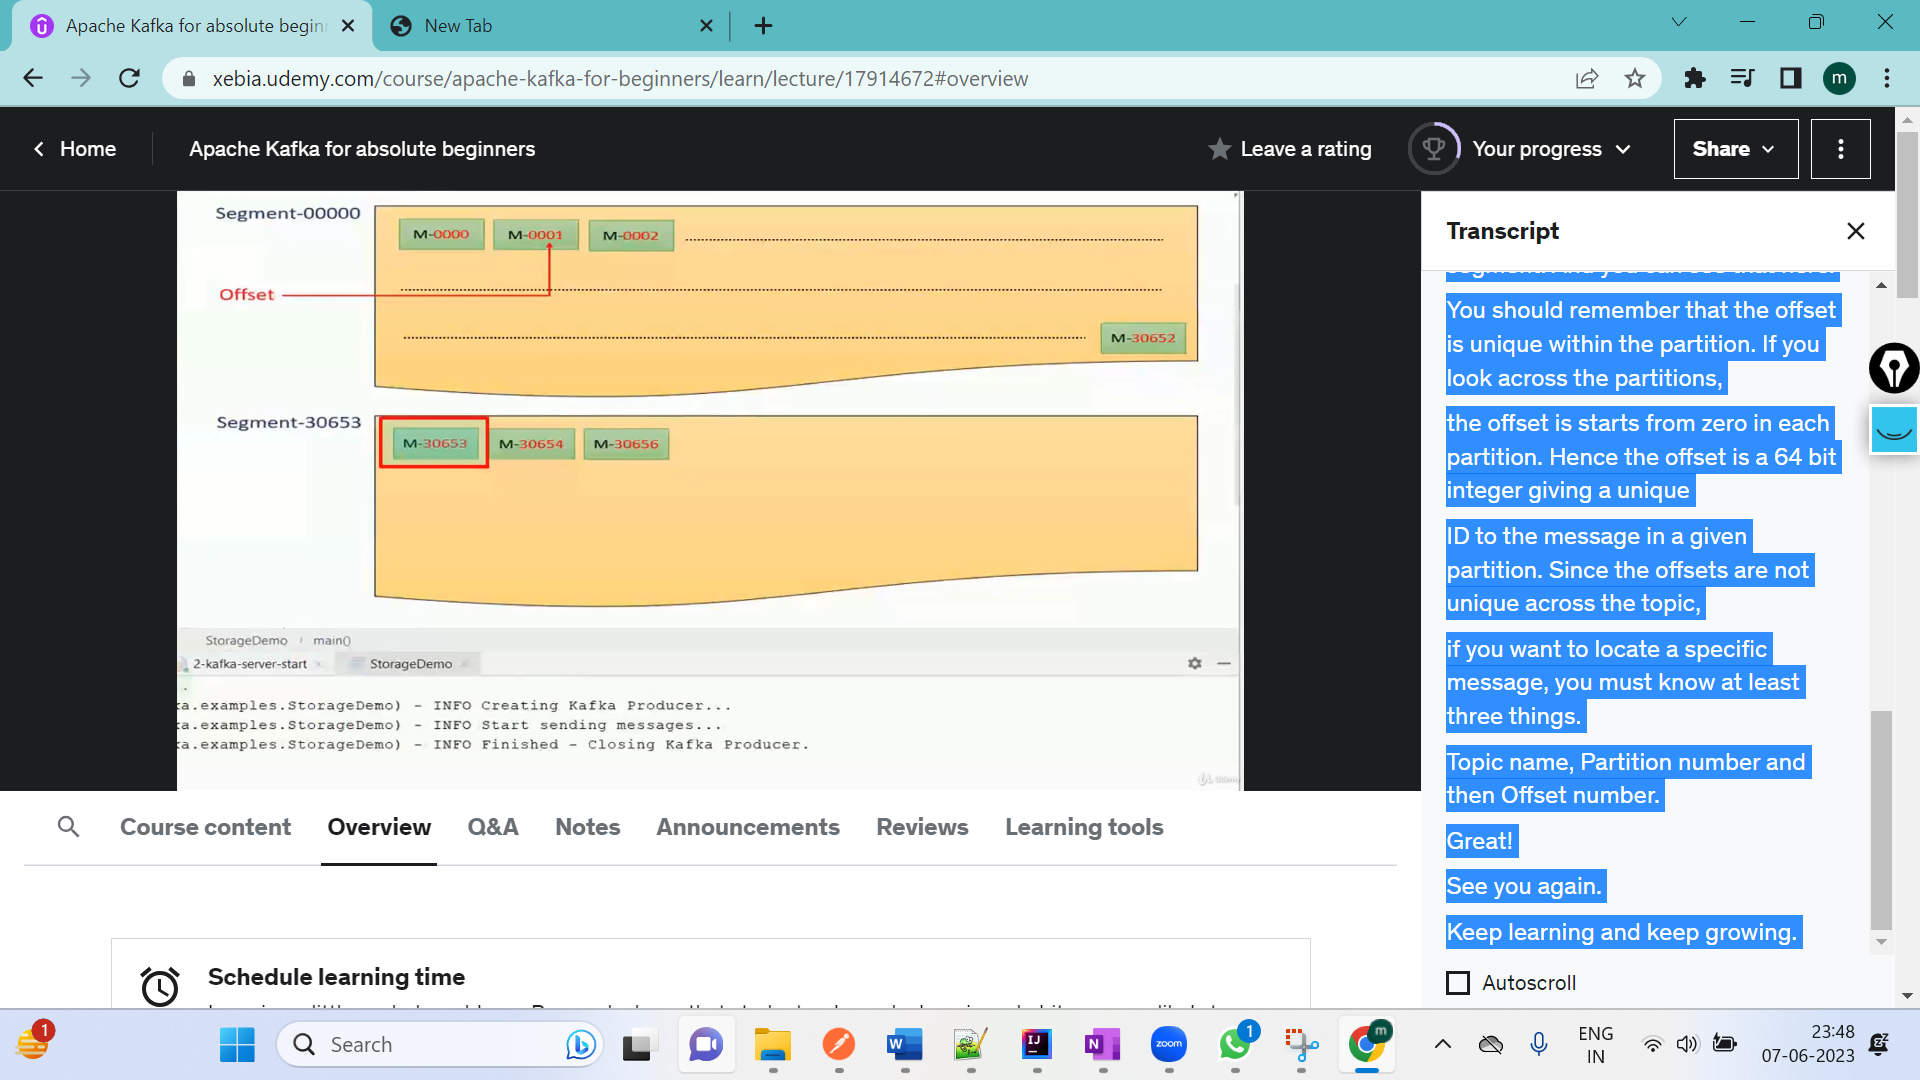 Apache Kafka for absolute begin
New Tab
xebia.udemy.com/course/apache-kafka-for-beginners/learn/lecture/17914672#overview
m
Home
Apache Kafka for absolute beginners
Leave a rating
Your progress
Share
Segment-00000
M-0000
M-0001
M-0002
Offset
M-30652
Segment-30653
M-30653
M-30654
M-30656
StorageDemo › main()
2-kafka-server-start
StorageDemo
ka.examples.StorageDemo) - INFO Creating Kafka Producer...
ka.examples.StorageDemo) - INFO Start sending messages...
ka.examples.StorageDemo) - INFO Finished - Closing Kafka Producer.
Transcript
You should remember that the offset
is unique within the partition. If you
look across the partitions,
the offset is starts from zero in each
partition. Hence the offset is a 64 bit
integer giving a unique
ID to the message in a given
partition. Since the offsets are not
unique across the topic,
if you want to locate a specific
message, you must know at least
three things.
Topic name, Partition number and
then Offset number.
Great!
See you again.
Keep learning and keep growing.
Autoscroll
Course content
Overview
Q&A
Notes
Announcements
Reviews
Learning tools
Schedule learning time
1
Search
W
IJ
N
zoom
1
m
ENG
IN
23:48
07-06-2023